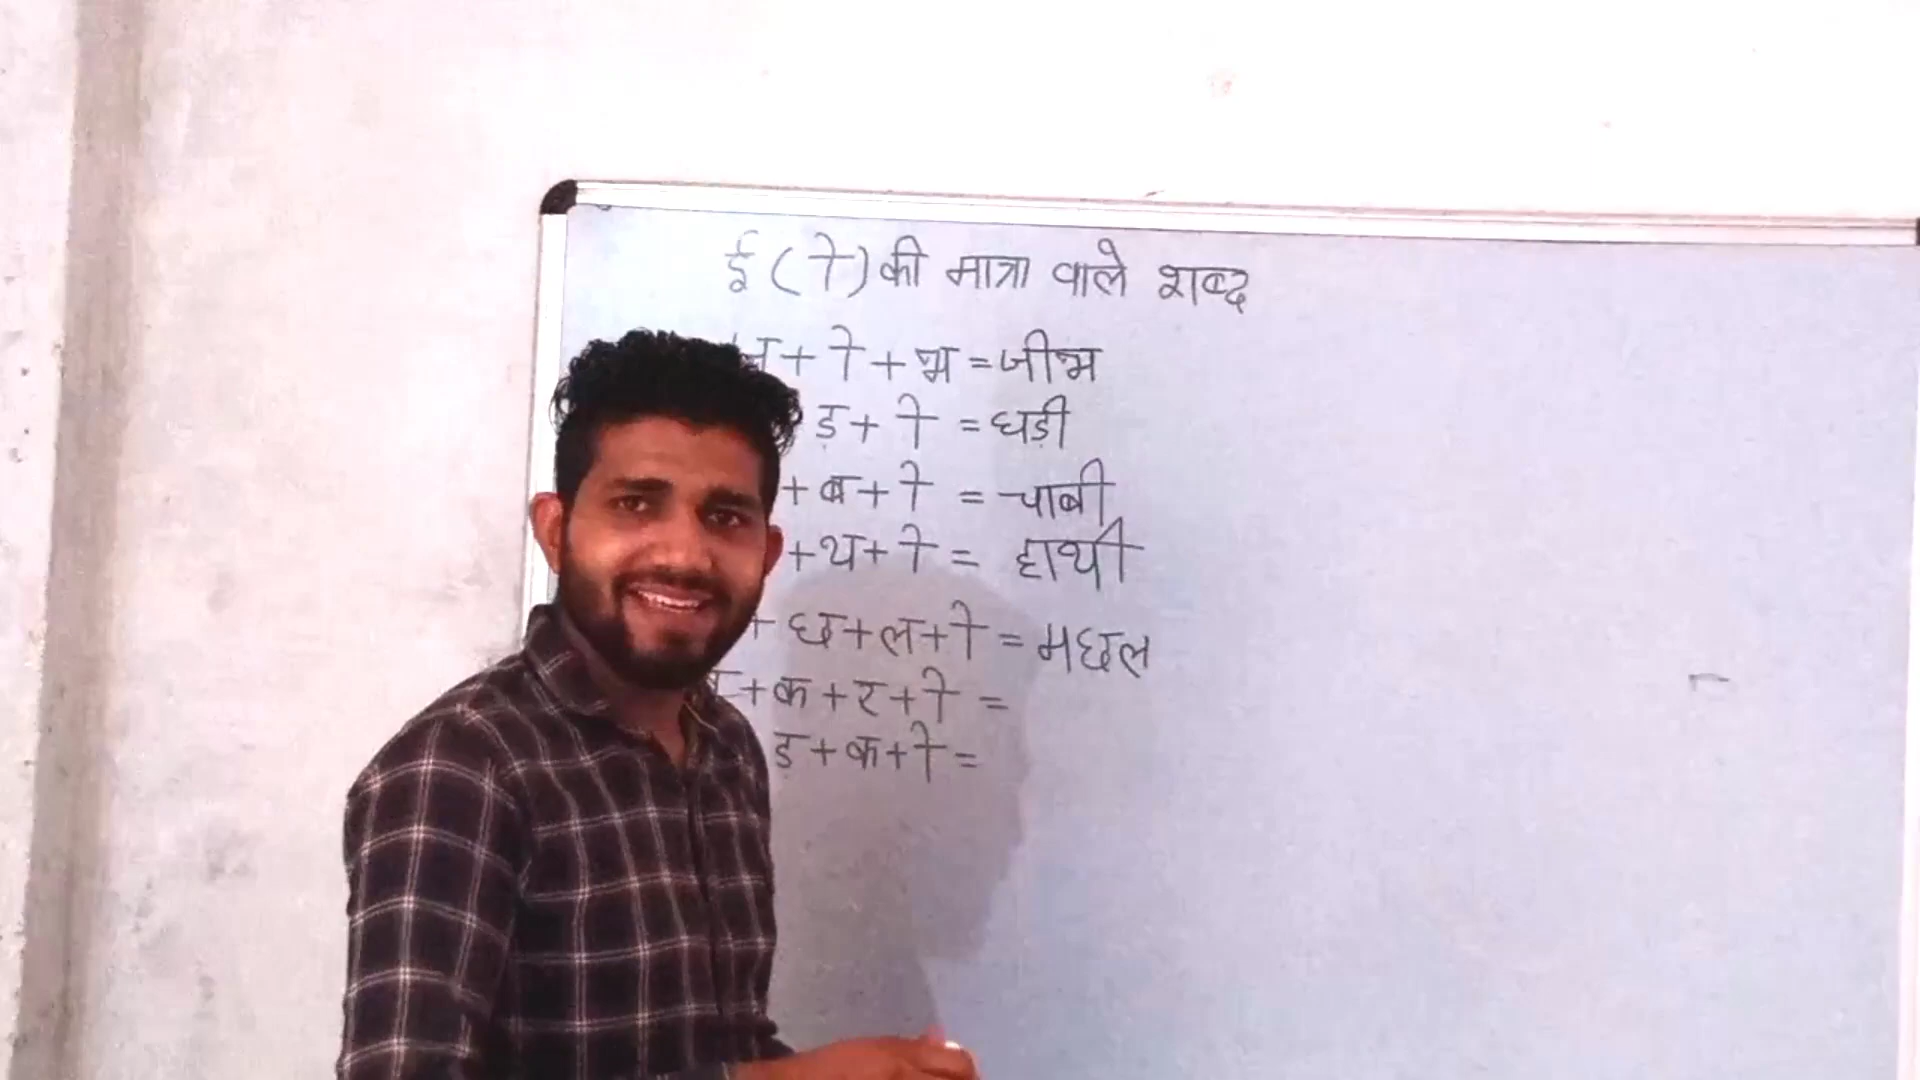 ई ( ी ) की मात्रा वाले शब्द
+ ी + भ = जीभ
ड़ + ी = घड़ी
+ ब + ी = चाबी
+ थ + ी = हाथी
+ छ + ल + ी = मछल
+ क + र + ी =
ड़ + क + ी =